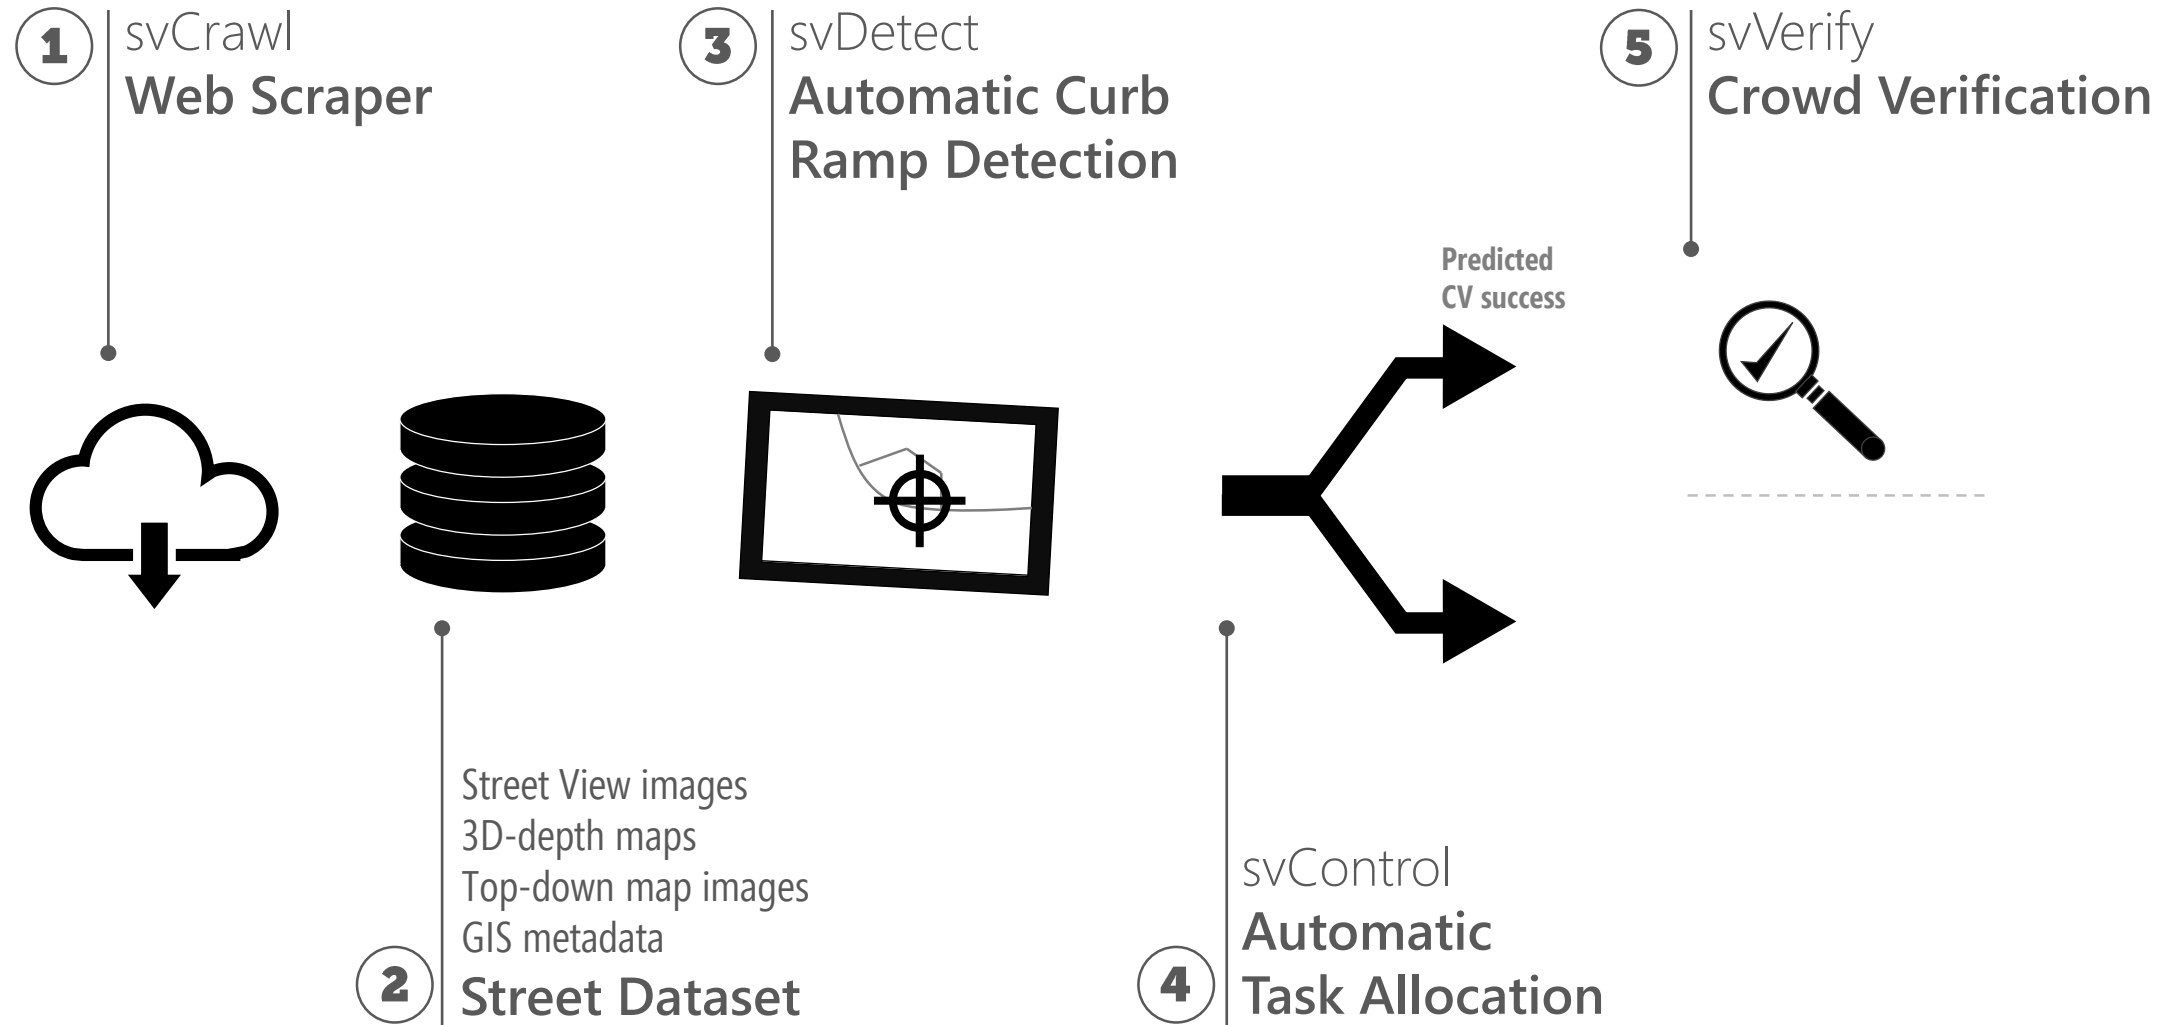 1
svCrawl
Web Scraper
3
svDetect
Automatic Curb
Ramp Detection
5
svVerify
Crowd Verification
Predicted
CV success
Street View images
3D-depth maps
Top-down map images
GIS metadata
2
Street Dataset
svControl
Automatic
4
Task Allocation